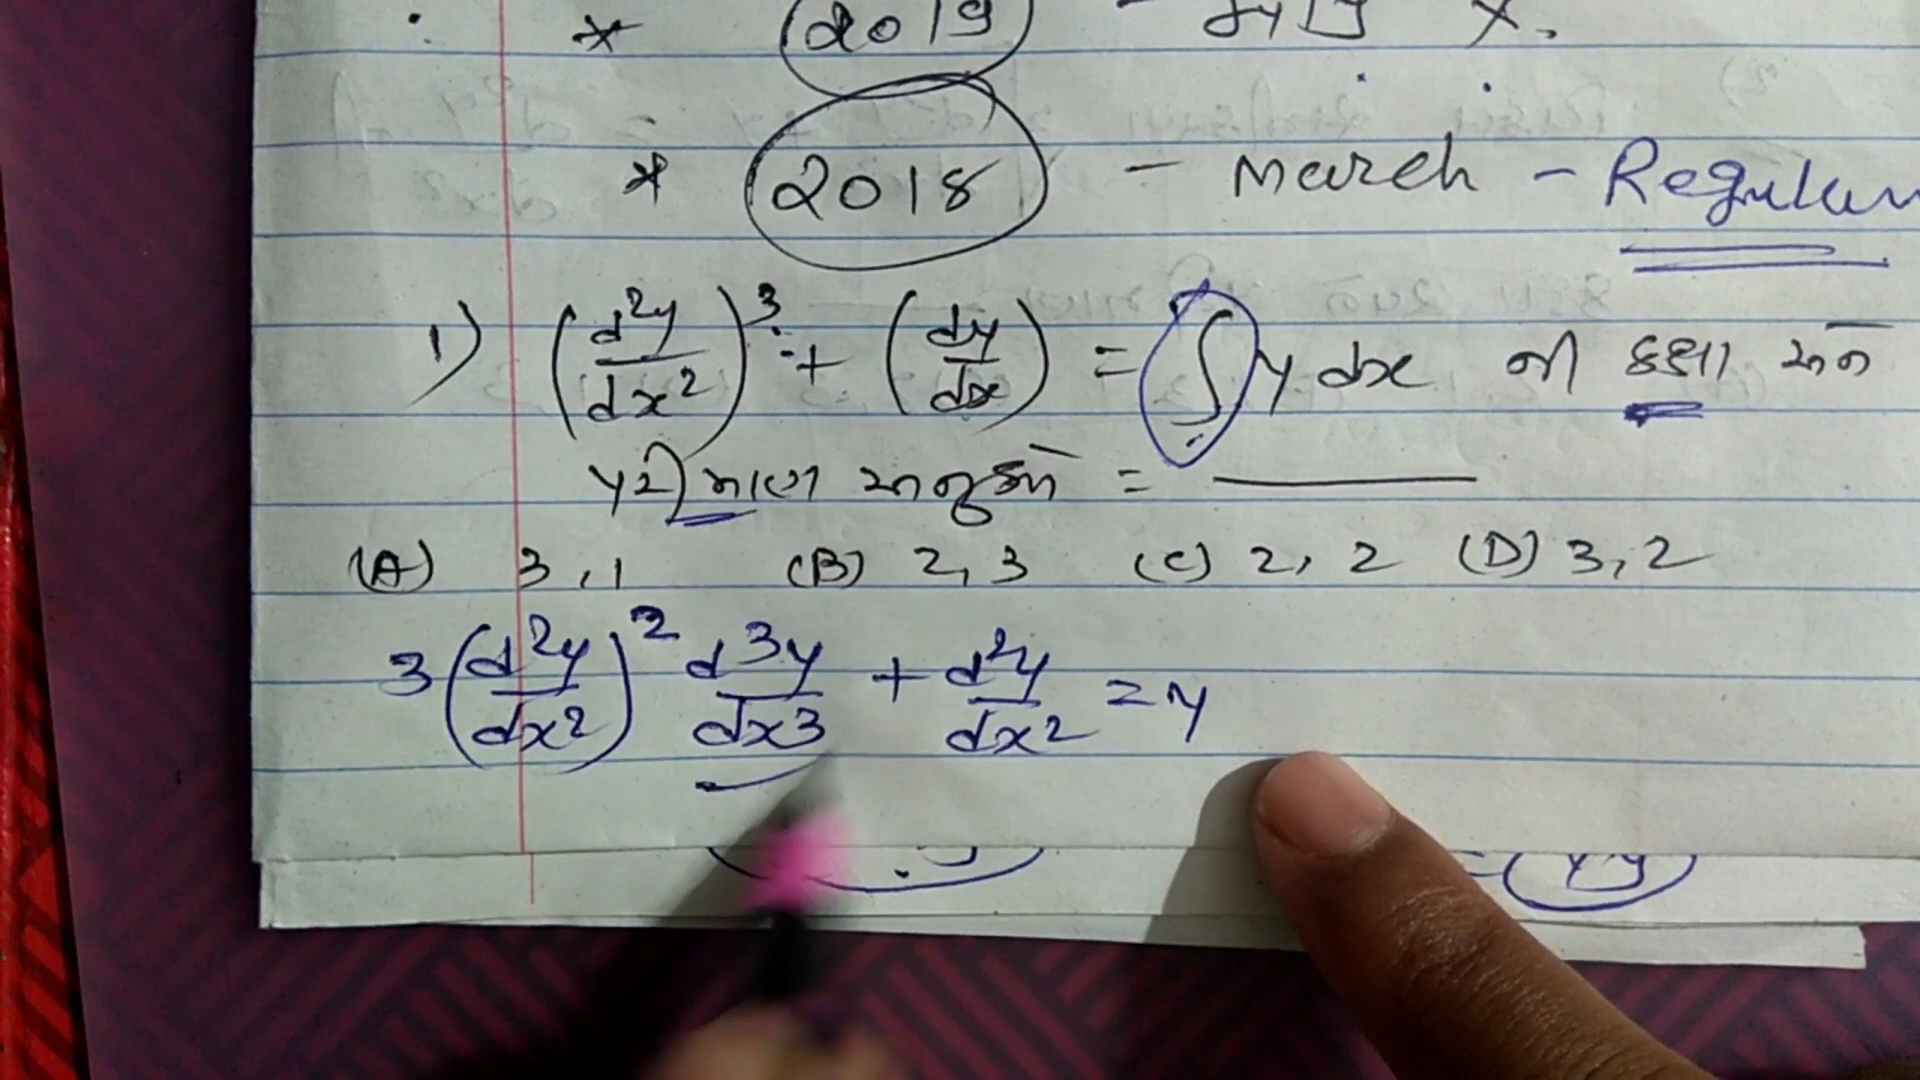 * 2019
* 2018 - March - Regular
1) (d²y/dx²)³ + (dy/dx) = ∫ y dx ની કક્ષા અને
પરિમાણ અનુક્રમે = ______
(A) 3,1 (B) 2,3 (C) 2,2 (D) 3,2
3(d²y/dx²)² d³y/dx3 + d²y/dx2 = y